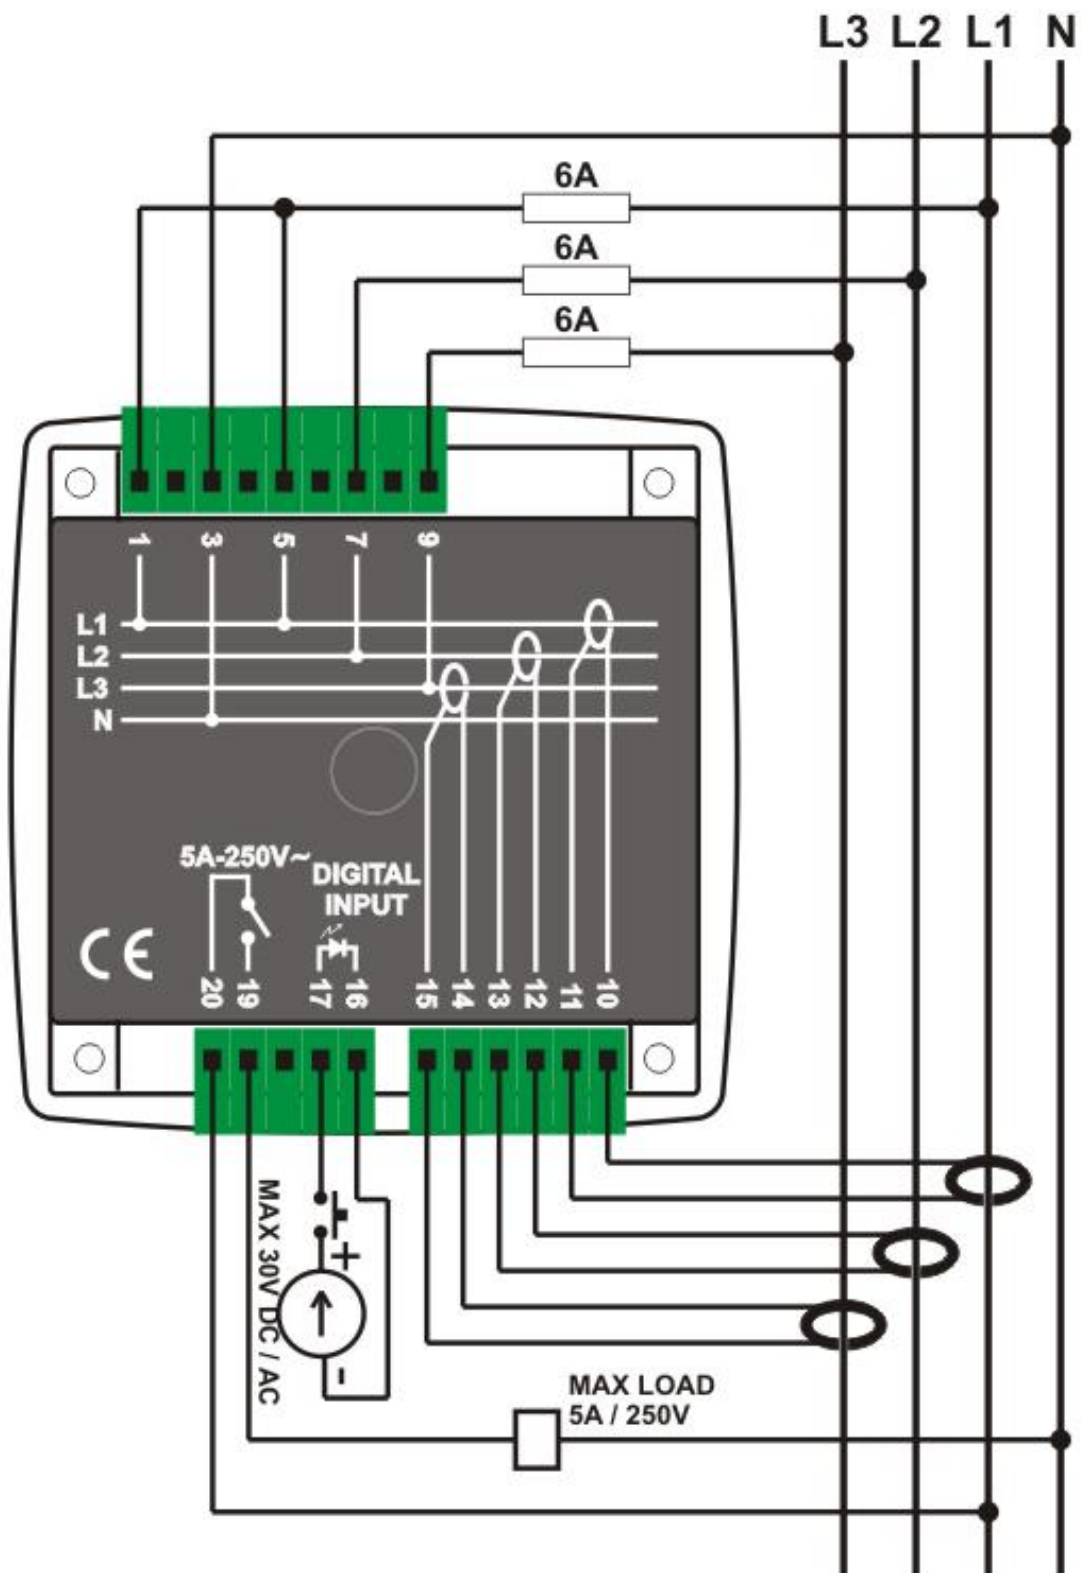 L3 L2 L1 N
6A
6A
6A
1 3 5 7 9
L1
L2
L3
N
5A-250V~
DIGITAL
INPUT
CE
20 19 17 16 15 14 13 12 11 10
MAX 30V DC / AC
+
-
MAX LOAD
5A / 250V